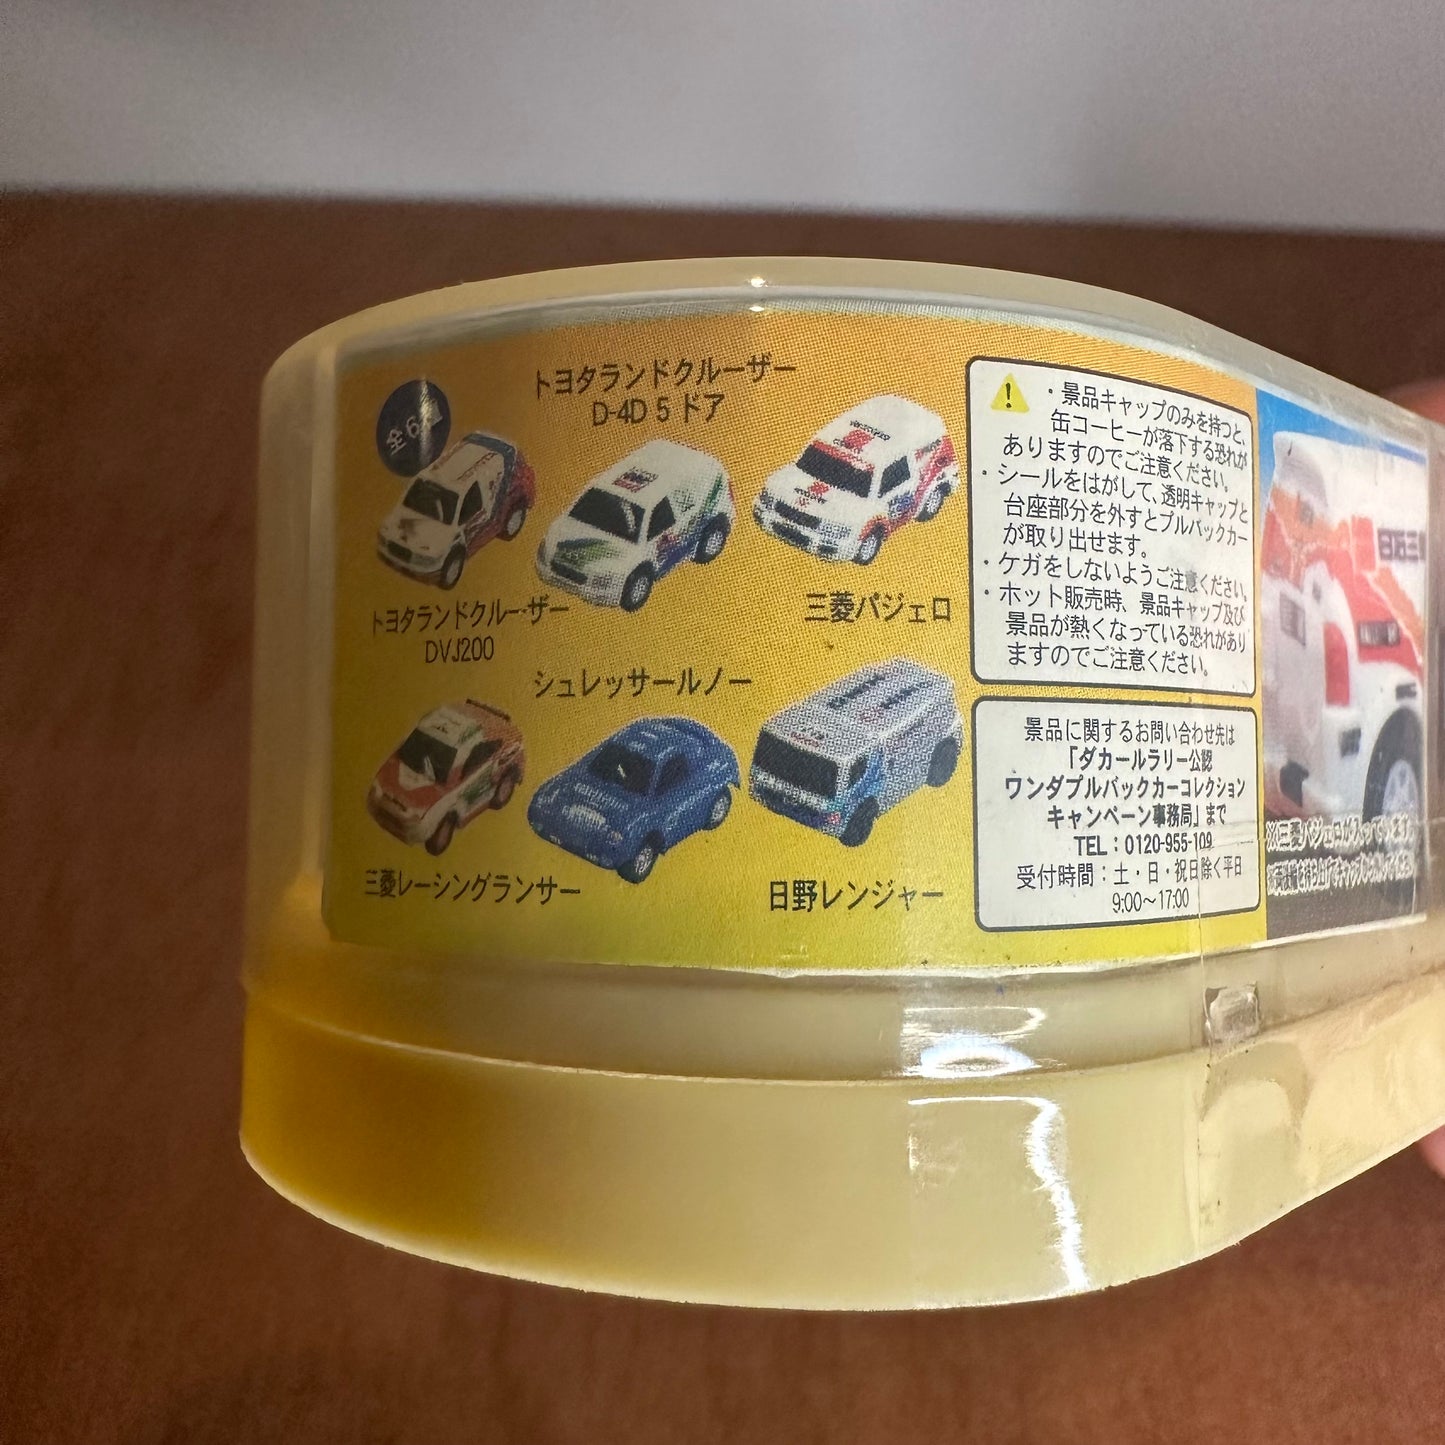 全6種
トヨタランドクルーザー
D-4D 5 ドア
トヨタランドクルーザー
DVJ200
三菱パジェロ
シュレッサールノー
三菱レーシングランサー
日野レンジャー
・景品キャップのみを持つと、
缶コーヒーが落下する恐れが
ありますのでご注意ください。
・シールをはがして、透明キャップと
台座部分を外すとプルバックカー
が取り出せます。
・ケガをしないようご注意ください。
・ホット販売時、景品キャップ及び
景品が熱くなっている恐れがあり
ますのでご注意ください。
景品に関するお問い合わせ先は
「ダカールラリー公認
ワンダプルバックカーコレクション
キャンペーン事務局」まで
TEL：0120-955-109
受付時間：土・日・祝日除く平日
9:00〜17:00
※三菱パジェロが入っています。